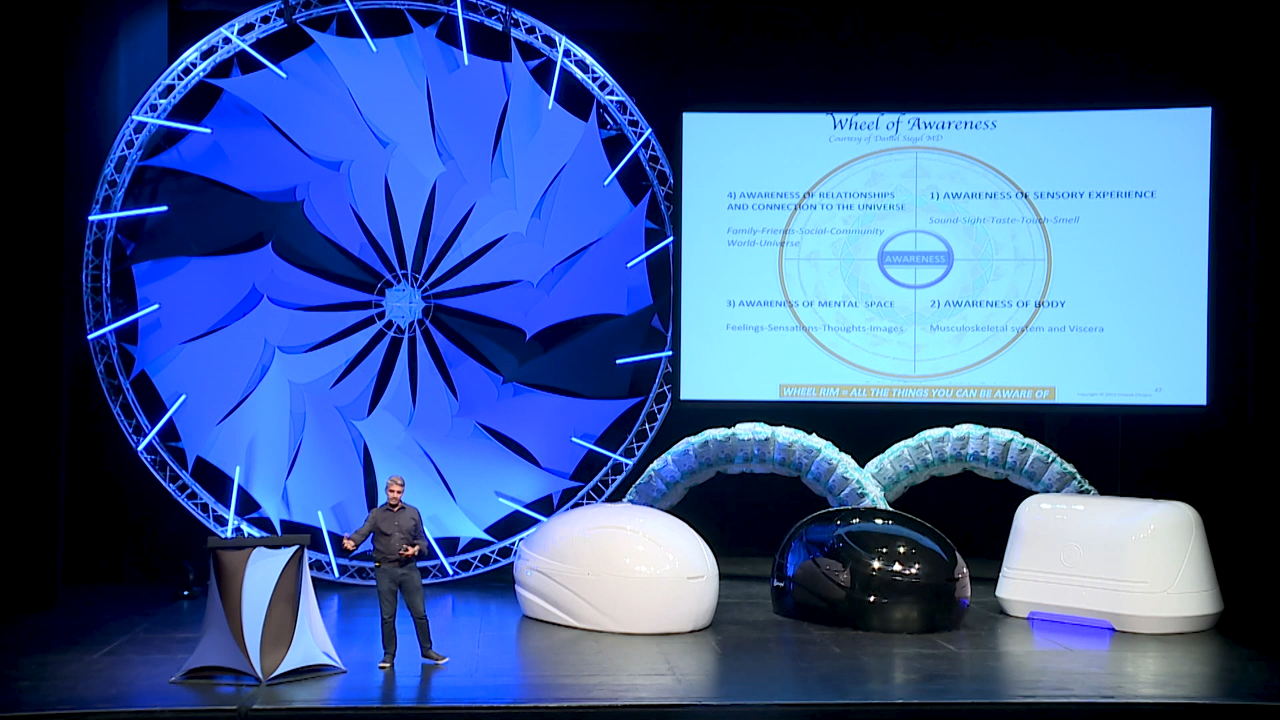 Wheel of Awareness
Courtesy of Daniel Siegel MD
4) AWARENESS OF RELATIONSHIPS
AND CONNECTION TO THE UNIVERSE
Family-Friends-Social-Community
World-Universe
1) AWARENESS OF SENSORY EXPERIENCE
Sound-Sight-Taste-Touch-Smell
AWARENESS
3) AWARENESS OF MENTAL SPACE
Feelings-Sensations-Thoughts-Images
2) AWARENESS OF BODY
Musculoskeletal system and Viscera
WHEEL RIM = ALL THE THINGS YOU CAN BE AWARE OF